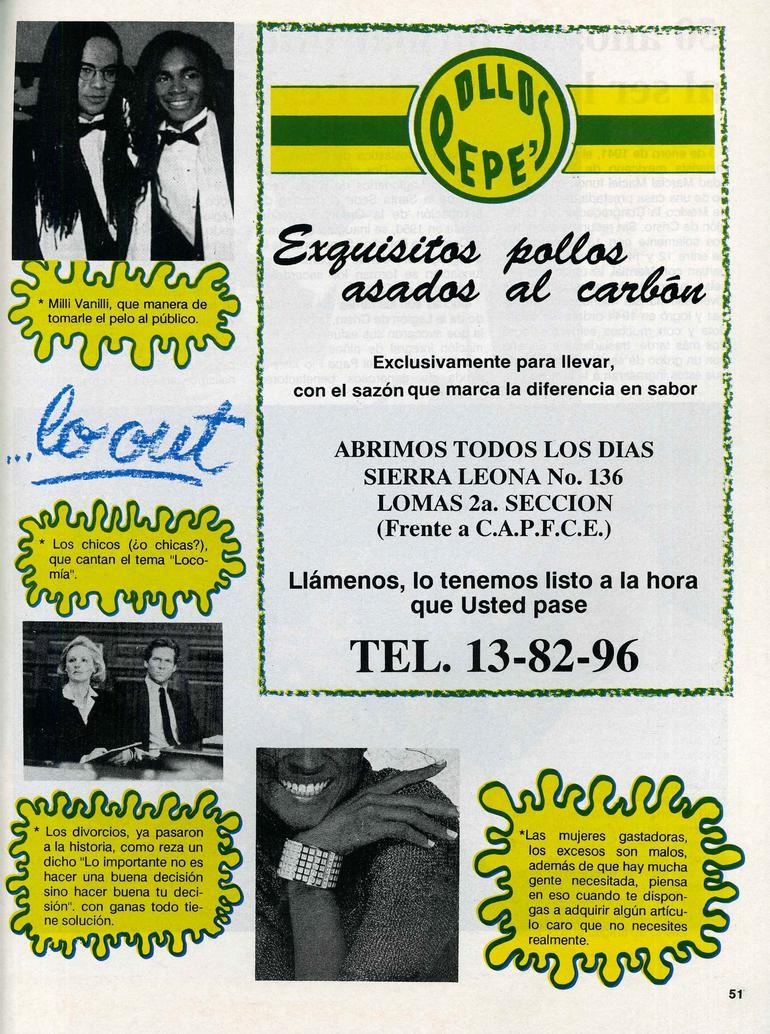 * Milli Vanilli, que manera de
tomarle el pelo al público.
...lo out
* Los chicos (¿o chicas?),
que cantan el tema "Loco-
mía".
* Los divorcios, ya pasaron
a la historia, como reza un
dicho "Lo importante no es
hacer una buena decisión
sino hacer buena tu deci-
sión". con ganas todo tie-
ne solución.
POLLOS
PEPE'S
Exquisitos pollos
asados al carbón
Exclusivamente para llevar,
con el sazón que marca la diferencia en sabor
ABRIMOS TODOS LOS DIAS
SIERRA LEONA No. 136
LOMAS 2a. SECCION
(Frente a C.A.P.F.C.E.)
Llámenos, lo tenemos listo a la hora
que Usted pase
TEL. 13-82-96
*Las mujeres gastadoras,
los excesos son malos,
además de que hay mucha
gente necesitada, piensa
en eso cuando te dispon-
gas a adquirir algún artícu-
lo caro que no necesites
realmente.
51